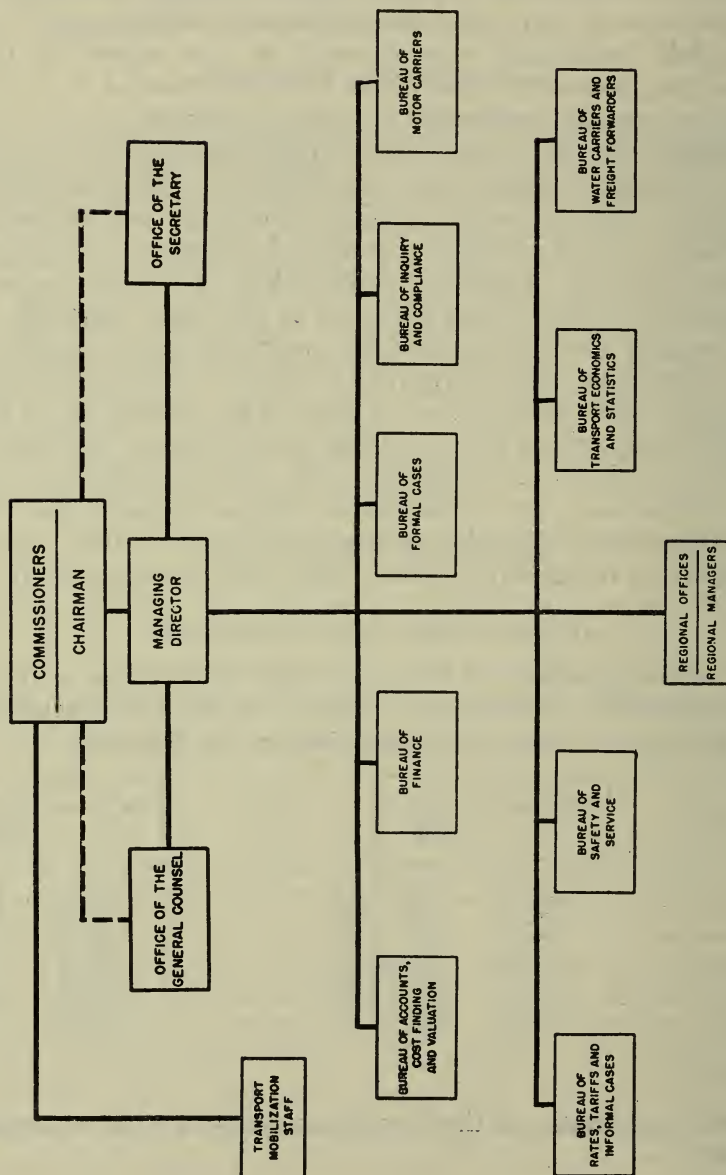 COMMISSIONERS
CHAIRMAN
TRANSPORT
MOBILIZATION
STAFF
OFFICE OF THE
GENERAL COUNSEL
MANAGING
DIRECTOR
OFFICE OF THE
SECRETARY
BUREAU OF ACCOUNTS,
COST FINDING
AND VALUATION
BUREAU OF
FINANCE
BUREAU OF
FORMAL CASES
BUREAU OF INQUIRY
AND COMPLIANCE
BUREAU OF
MOTOR CARRIERS
BUREAU OF
RATES, TARIFFS AND
INFORMAL CASES
BUREAU OF
SAFETY AND
SERVICE
BUREAU OF
TRANSPORT ECONOMICS
AND STATISTICS
BUREAU OF
WATER CARRIERS AND
FREIGHT FORWARDERS
REGIONAL OFFICES
REGIONAL MANAGERS